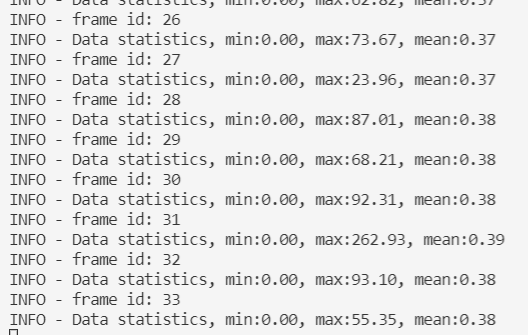 INFO - Data statistics, min:0.00, max:62.82, mean:0.37
INFO - frame id: 26
INFO - Data statistics, min:0.00, max:73.67, mean:0.37
INFO - frame id: 27
INFO - Data statistics, min:0.00, max:23.96, mean:0.37
INFO - frame id: 28
INFO - Data statistics, min:0.00, max:87.01, mean:0.38
INFO - frame id: 29
INFO - Data statistics, min:0.00, max:68.21, mean:0.38
INFO - frame id: 30
INFO - Data statistics, min:0.00, max:92.31, mean:0.38
INFO - frame id: 31
INFO - Data statistics, min:0.00, max:262.93, mean:0.39
INFO - frame id: 32
INFO - Data statistics, min:0.00, max:93.10, mean:0.38
INFO - frame id: 33
INFO - Data statistics, min:0.00, max:55.35, mean:0.38